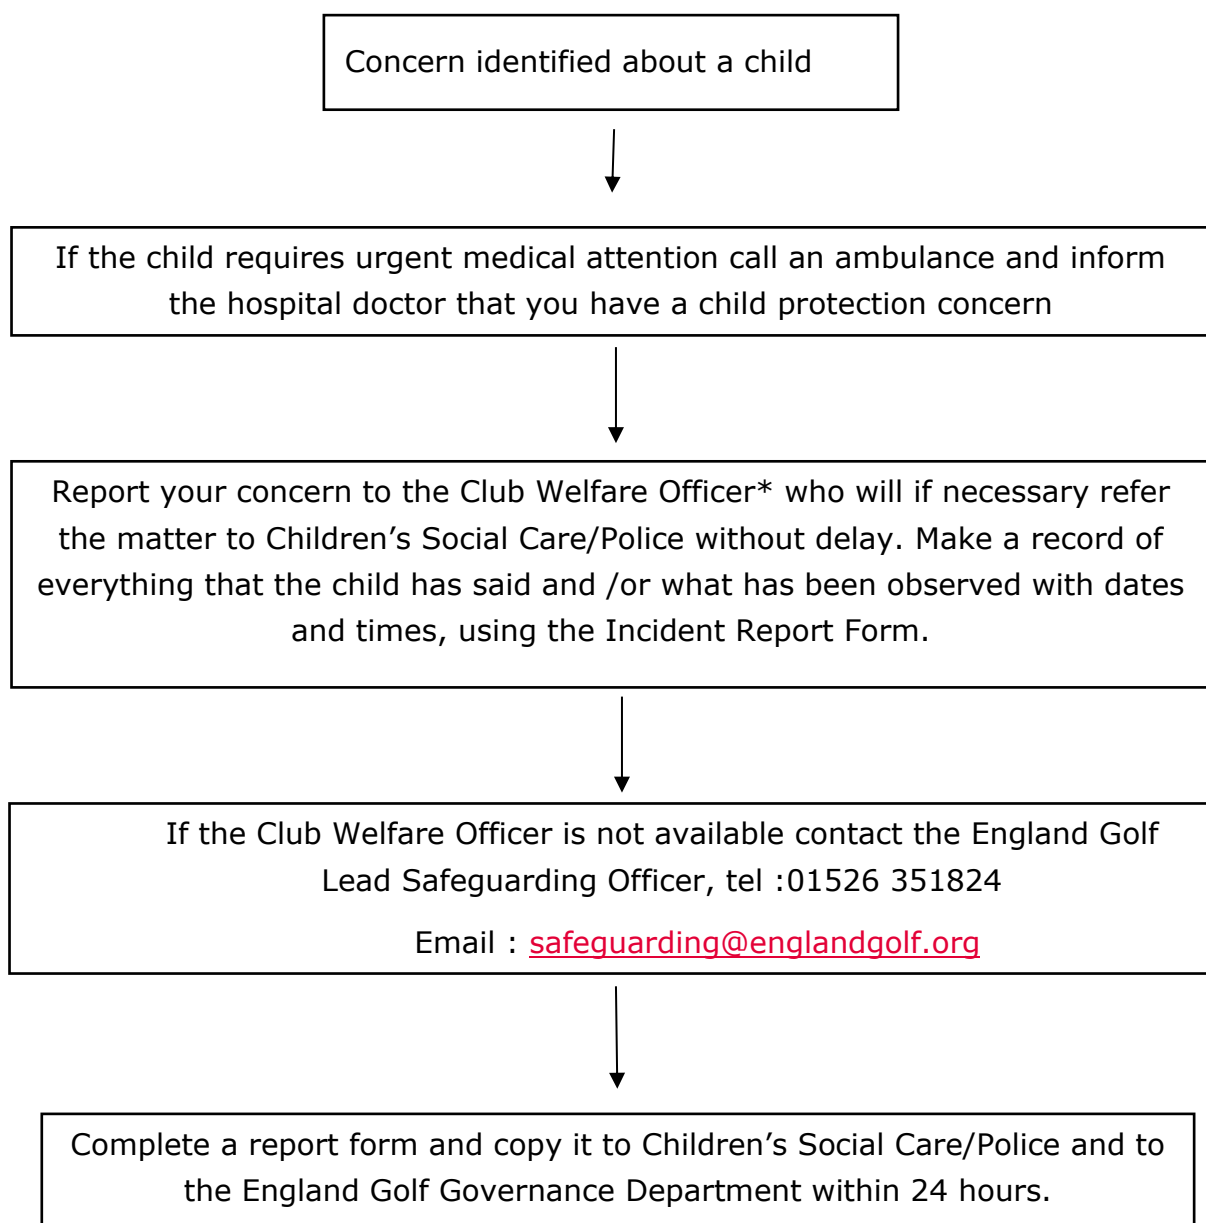 Concern identified about a child
If the child requires urgent medical attention call an ambulance and inform
the hospital doctor that you have a child protection concern
Report your concern to the Club Welfare Officer* who will if necessary refer
the matter to Children’s Social Care/Police without delay. Make a record of
everything that the child has said and /or what has been observed with dates
and times, using the Incident Report Form.
If the Club Welfare Officer is not available contact the England Golf
Lead Safeguarding Officer, tel :01526 351824
Email : safeguarding@englandgolf.org
Complete a report form and copy it to Children’s Social Care/Police and to
the England Golf Governance Department within 24 hours.